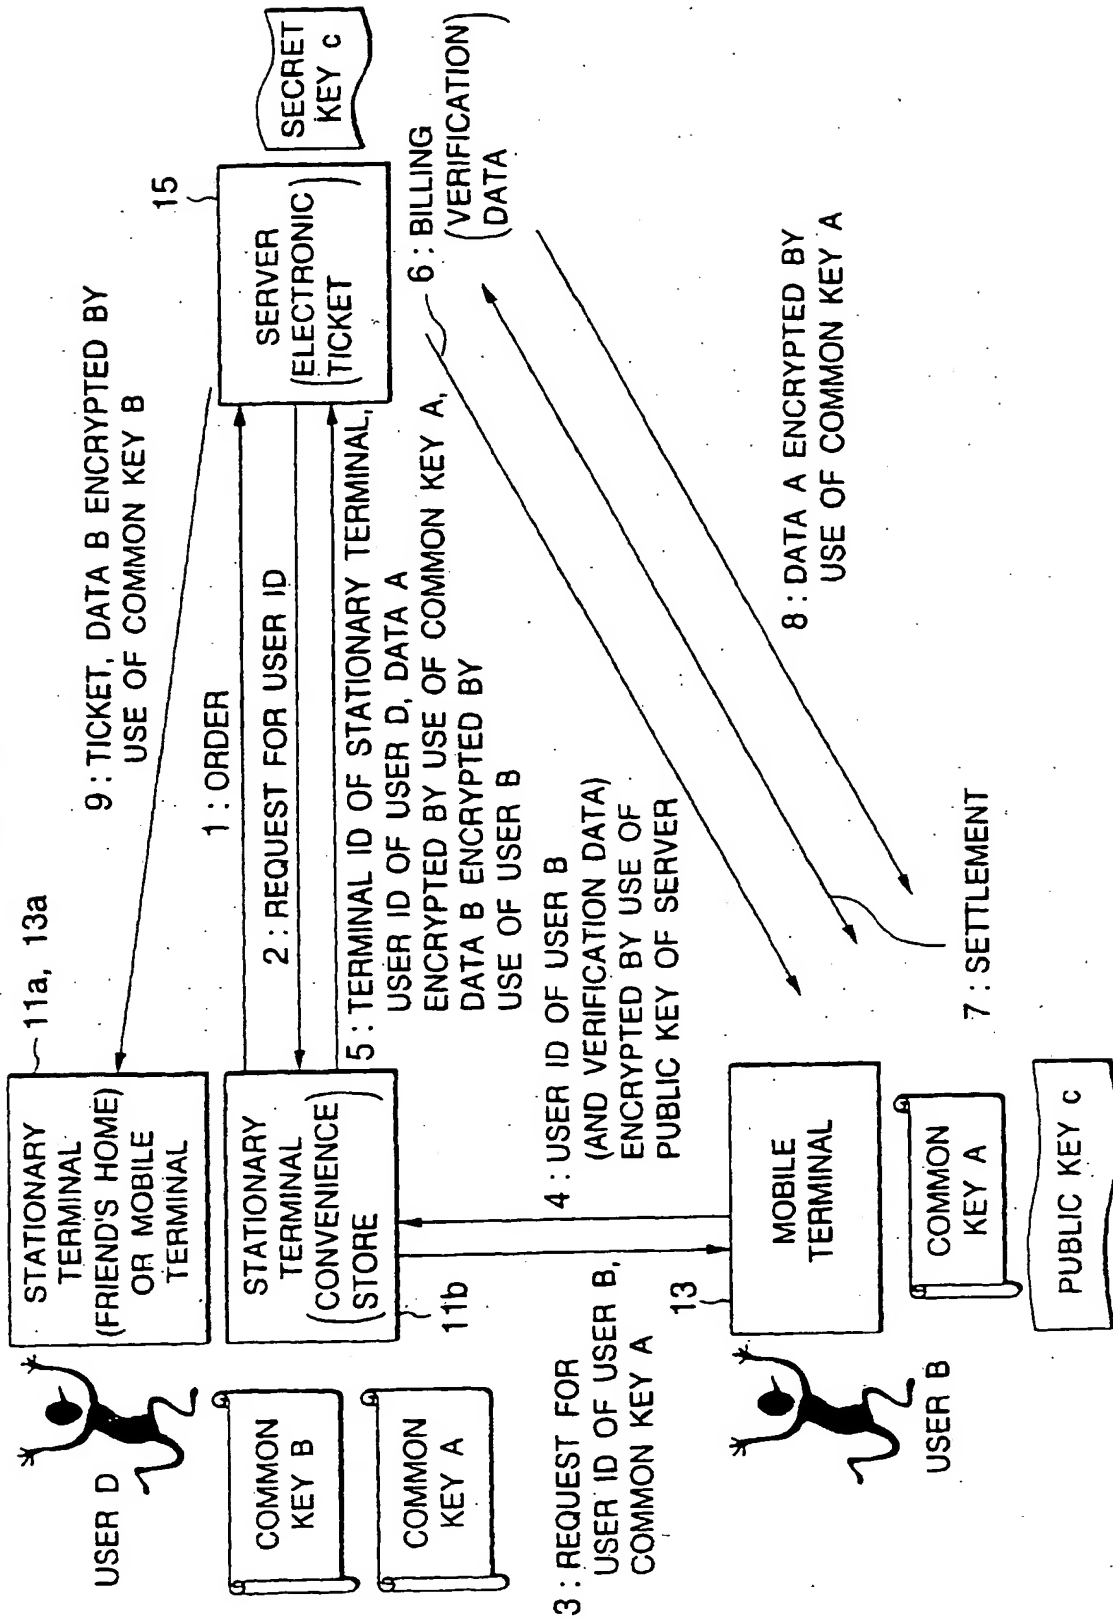 USER D
STATIONARY
TERMINAL
(FRIEND'S HOME)
OR MOBILE
TERMINAL
11a, 13a
9 : TICKET, DATA B ENCRYPTED BY
USE OF COMMON KEY B
15
SERVER
(ELECTRONIC)
TICKET
SECRET
KEY c
COMMON
KEY B
COMMON
KEY A
STATIONARY
TERMINAL
(CONVENIENCE)
STORE
11b
1 : ORDER
2 : REQUEST FOR USER ID
5 : TERMINAL ID OF STATIONARY TERMINAL,
USER ID OF USER D, DATA A
ENCRYPTED BY USE OF COMMON KEY A,
DATA B ENCRYPTED BY
USE OF USER B
6 : BILLING
(VERIFICATION)
DATA
3 : REQUEST FOR
USER ID OF USER B,
COMMON KEY A
4 : USER ID OF USER B
(AND VERIFICATION DATA)
ENCRYPTED BY USE OF
PUBLIC KEY OF SERVER
8 : DATA A ENCRYPTED BY
USE OF COMMON KEY A
7 : SETTLEMENT
13
MOBILE
TERMINAL
USER B
COMMON
KEY A
PUBLIC KEY c